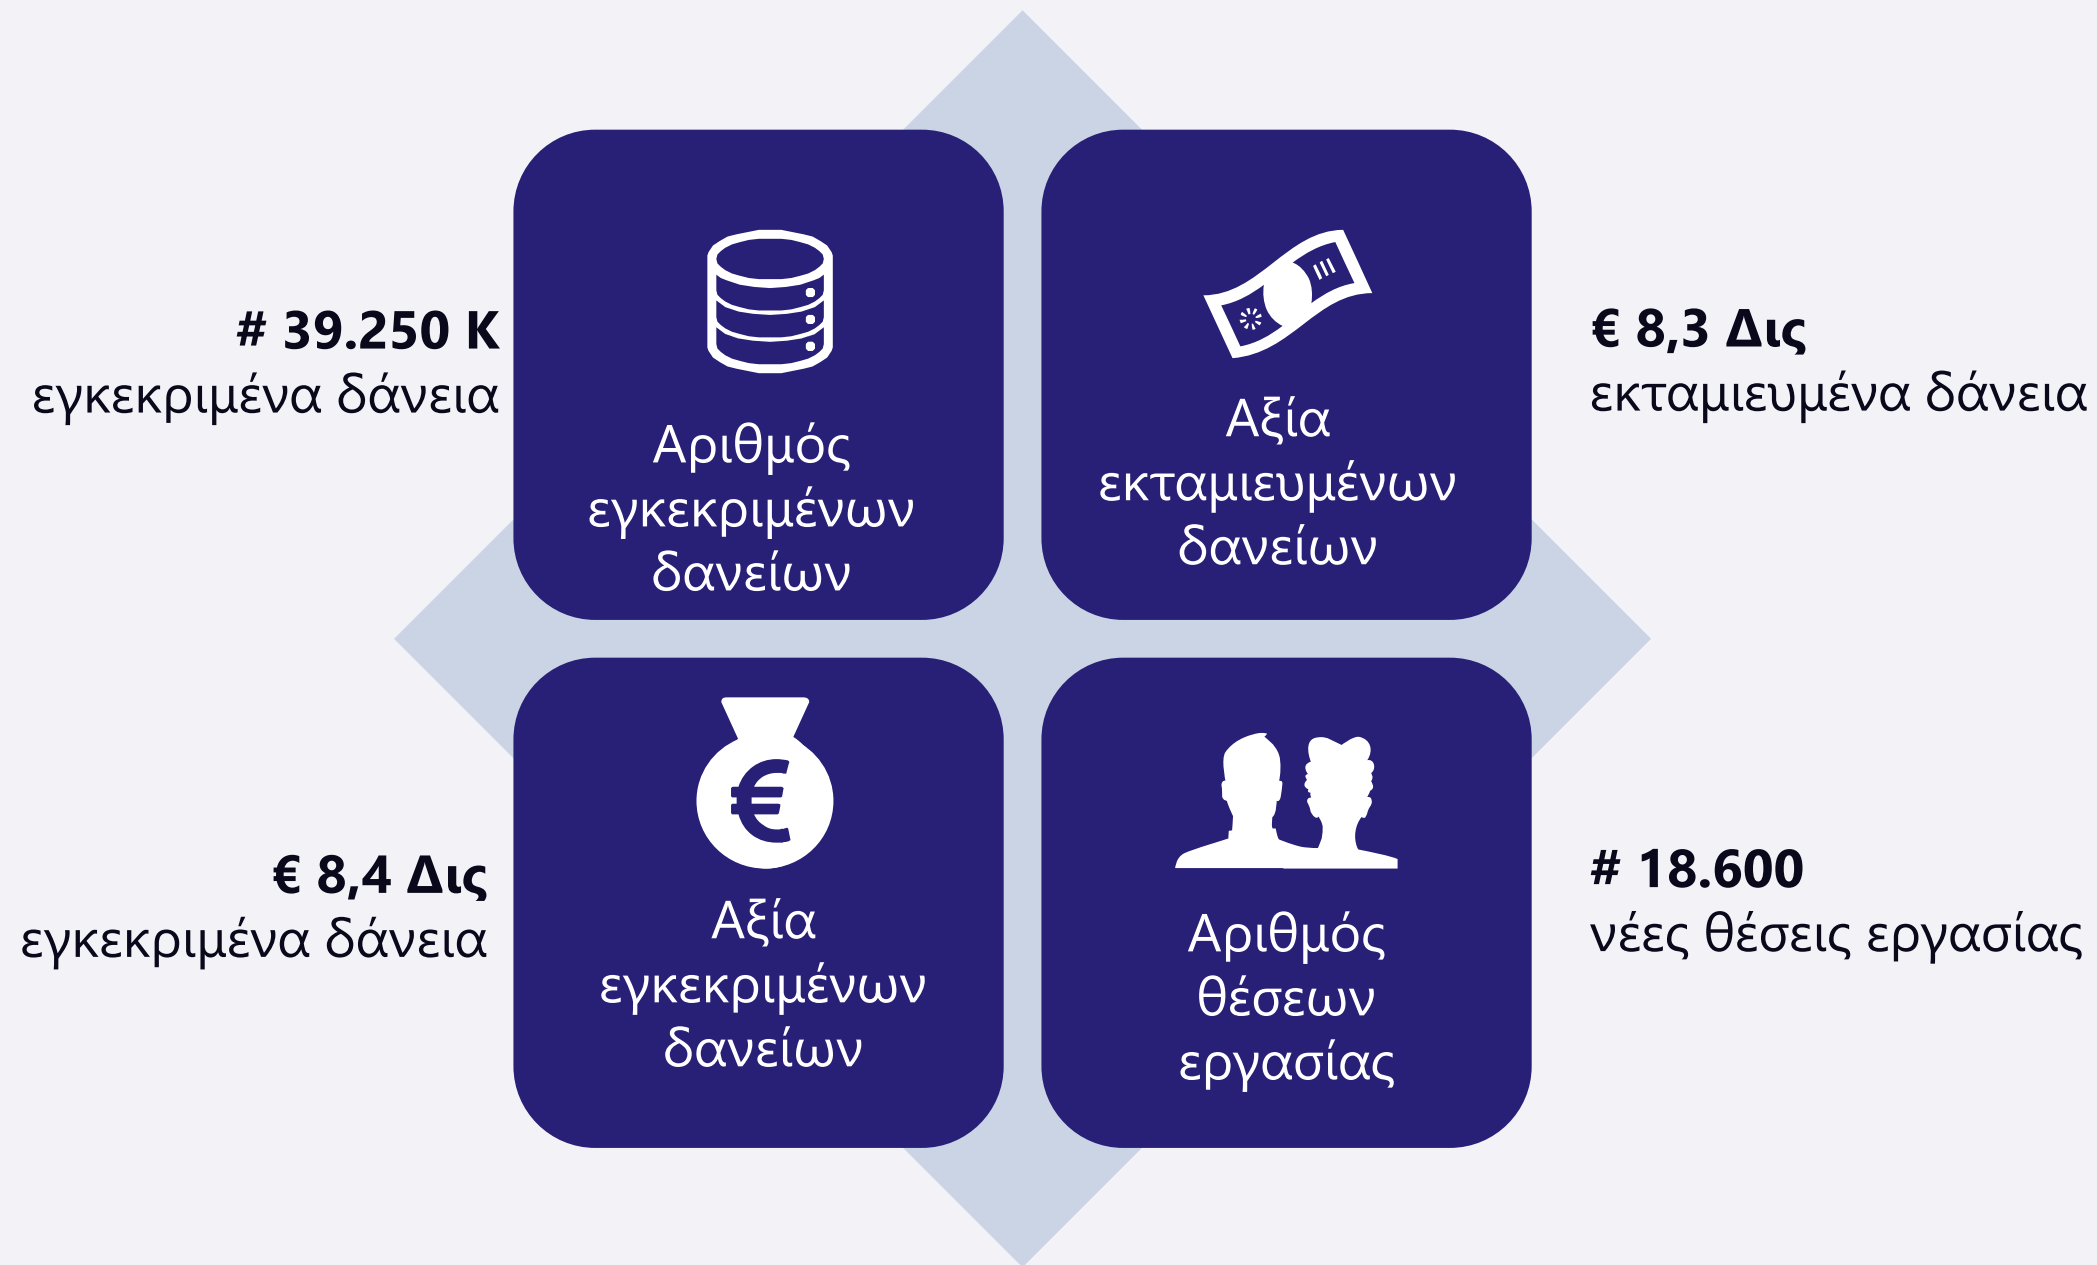 # 39.250 K
εγκεκριμένα δάνεια
Αριθμός
εγκεκριμένων
δανείων
Αξία
εκταμιευμένων
δανείων
€ 8,3 Δις
εκταμιευμένα δάνεια
€ 8,4 Δις
εγκεκριμένα δάνεια
€
Αξία
εγκεκριμένων
δανείων
Αριθμός
θέσεων
εργασίας
# 18.600
νέες θέσεις εργασίας